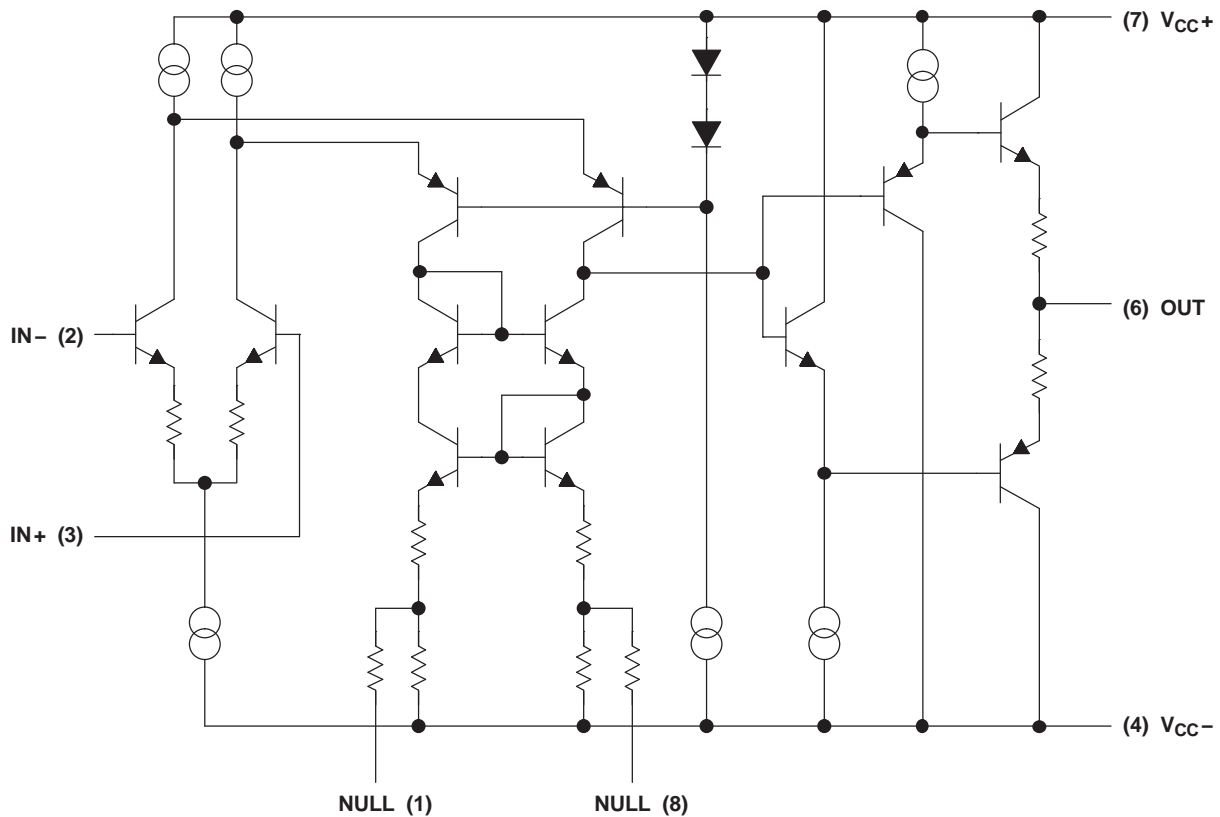 (7) VCC+
IN− (2)
(6) OUT
IN+ (3)
(4) VCC−
NULL (1)
NULL (8)